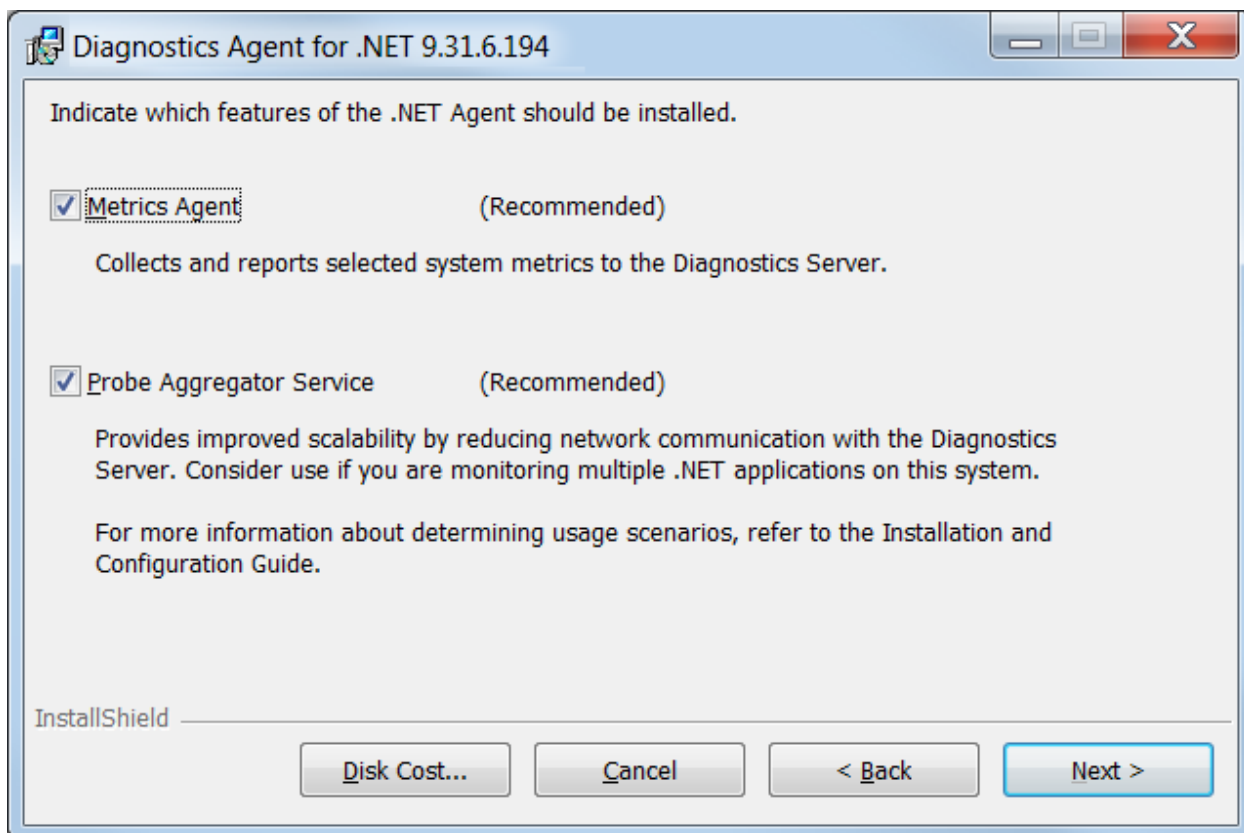 Diagnostics Agent for .NET 9.31.6.194
Indicate which features of the .NET Agent should be installed.
Metrics Agent (Recommended)
Collects and reports selected system metrics to the Diagnostics Server.
Probe Aggregator Service (Recommended)
Provides improved scalability by reducing network communication with the Diagnostics
Server. Consider use if you are monitoring multiple .NET applications on this system.
For more information about determining usage scenarios, refer to the Installation and
Configuration Guide.
InstallShield
Disk Cost... Cancel < Back Next >